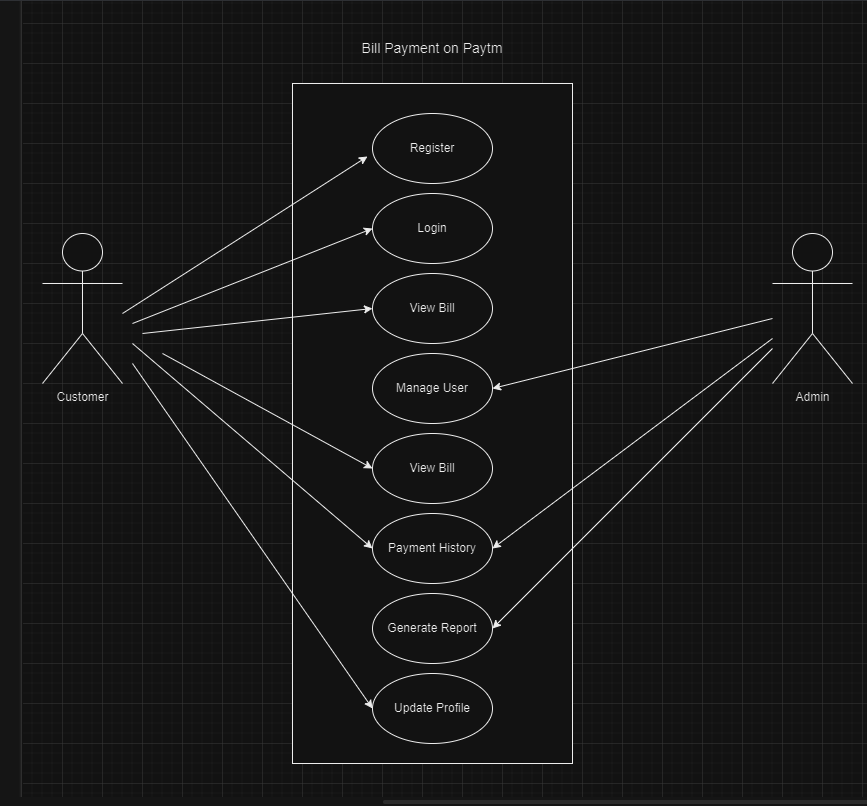 Bill Payment on Paytm
Register
Login
View Bill
Manage User
View Bill
Payment History
Generate Report
Update Profile
Customer
Admin